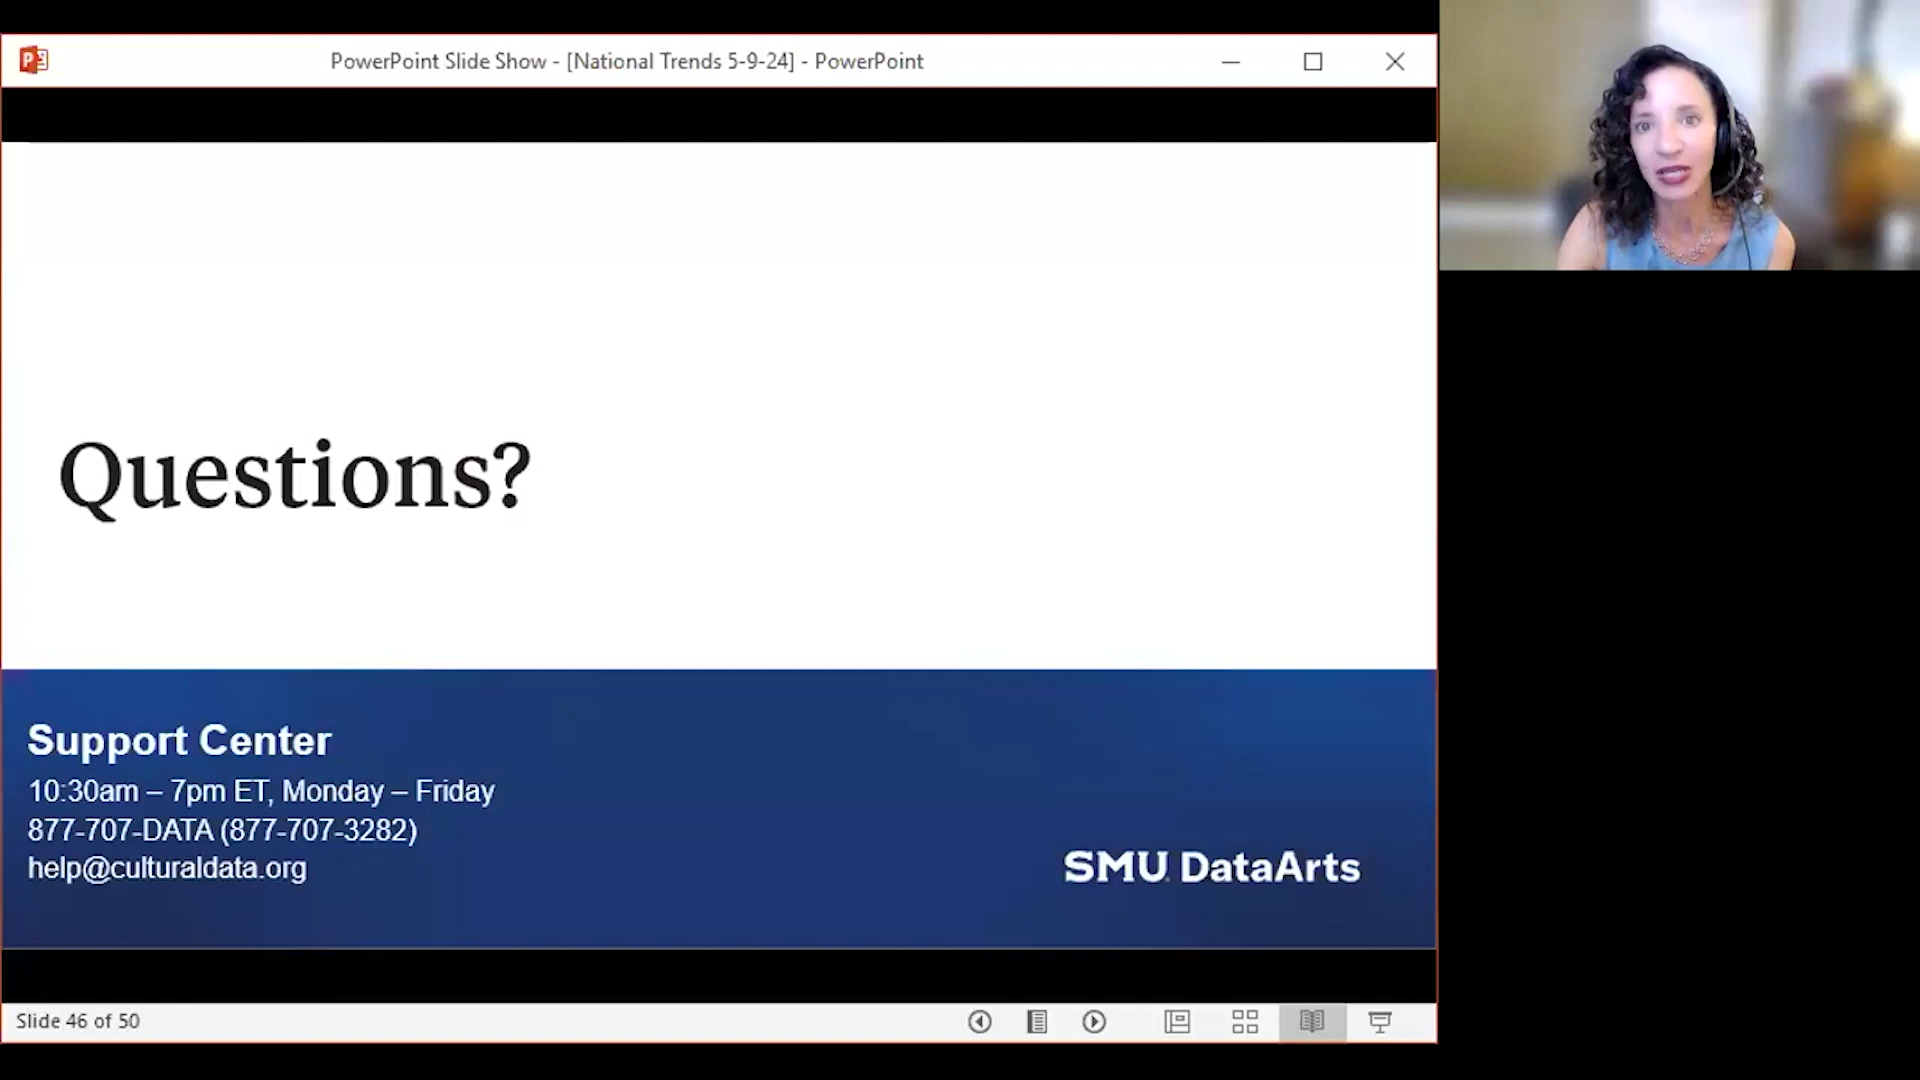 PowerPoint Slide Show - [National Trends 5-9-24] - PowerPoint
Questions?
Support Center
10:30am – 7pm ET, Monday – Friday
877-707-DATA (877-707-3282)
help@culturaldata.org
SMU DataArts
Slide 46 of 50